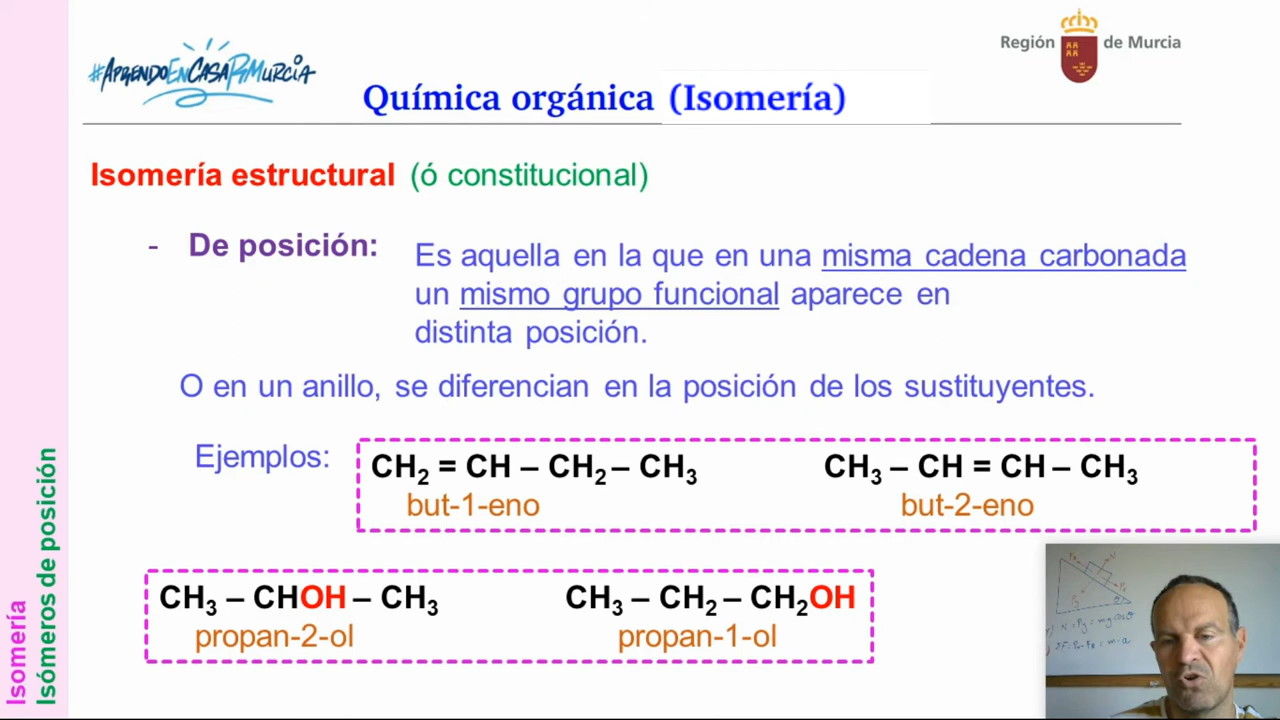 #AprendoEnCasaRMurcia
Región de Murcia
Química orgánica (Isomería)
Isomería estructural (ó constitucional)
- De posición:
Es aquella en la que en una misma cadena carbonada
un mismo grupo funcional aparece en
distinta posición.
O en un anillo, se diferencian en la posición de los sustituyentes.
Ejemplos:
CH₂ = CH – CH₂ – CH₃
CH₃ – CH = CH – CH₃
but-1-eno
but-2-eno
CH₃ – CHOH – CH₃
CH₃ – CH₂ – CH₂OH
propan-2-ol
propan-1-ol
Isomería
Isómeros de posición